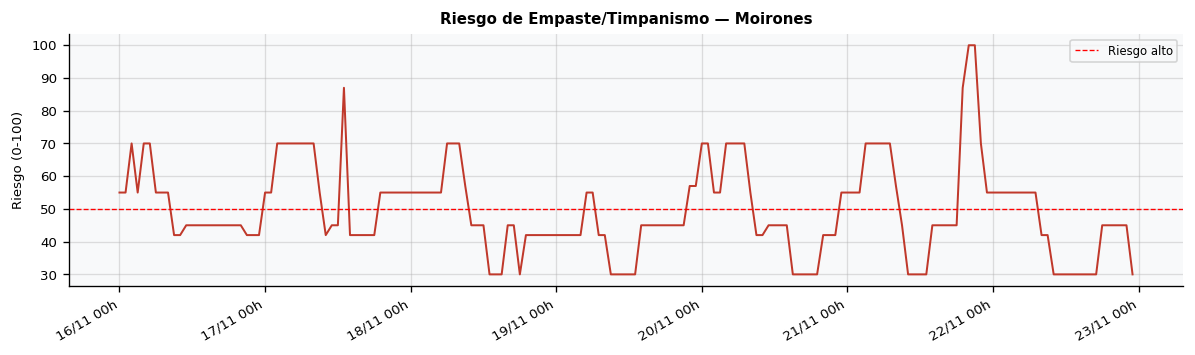 Riesgo de Empaste/Timpanismo — Moirones
Riesgo alto
Riesgo (0-100)
100
90
80
70
60
50
40
30
16/11 00h
17/11 00h
18/11 00h
19/11 00h
20/11 00h
21/11 00h
22/11 00h
23/11 00h